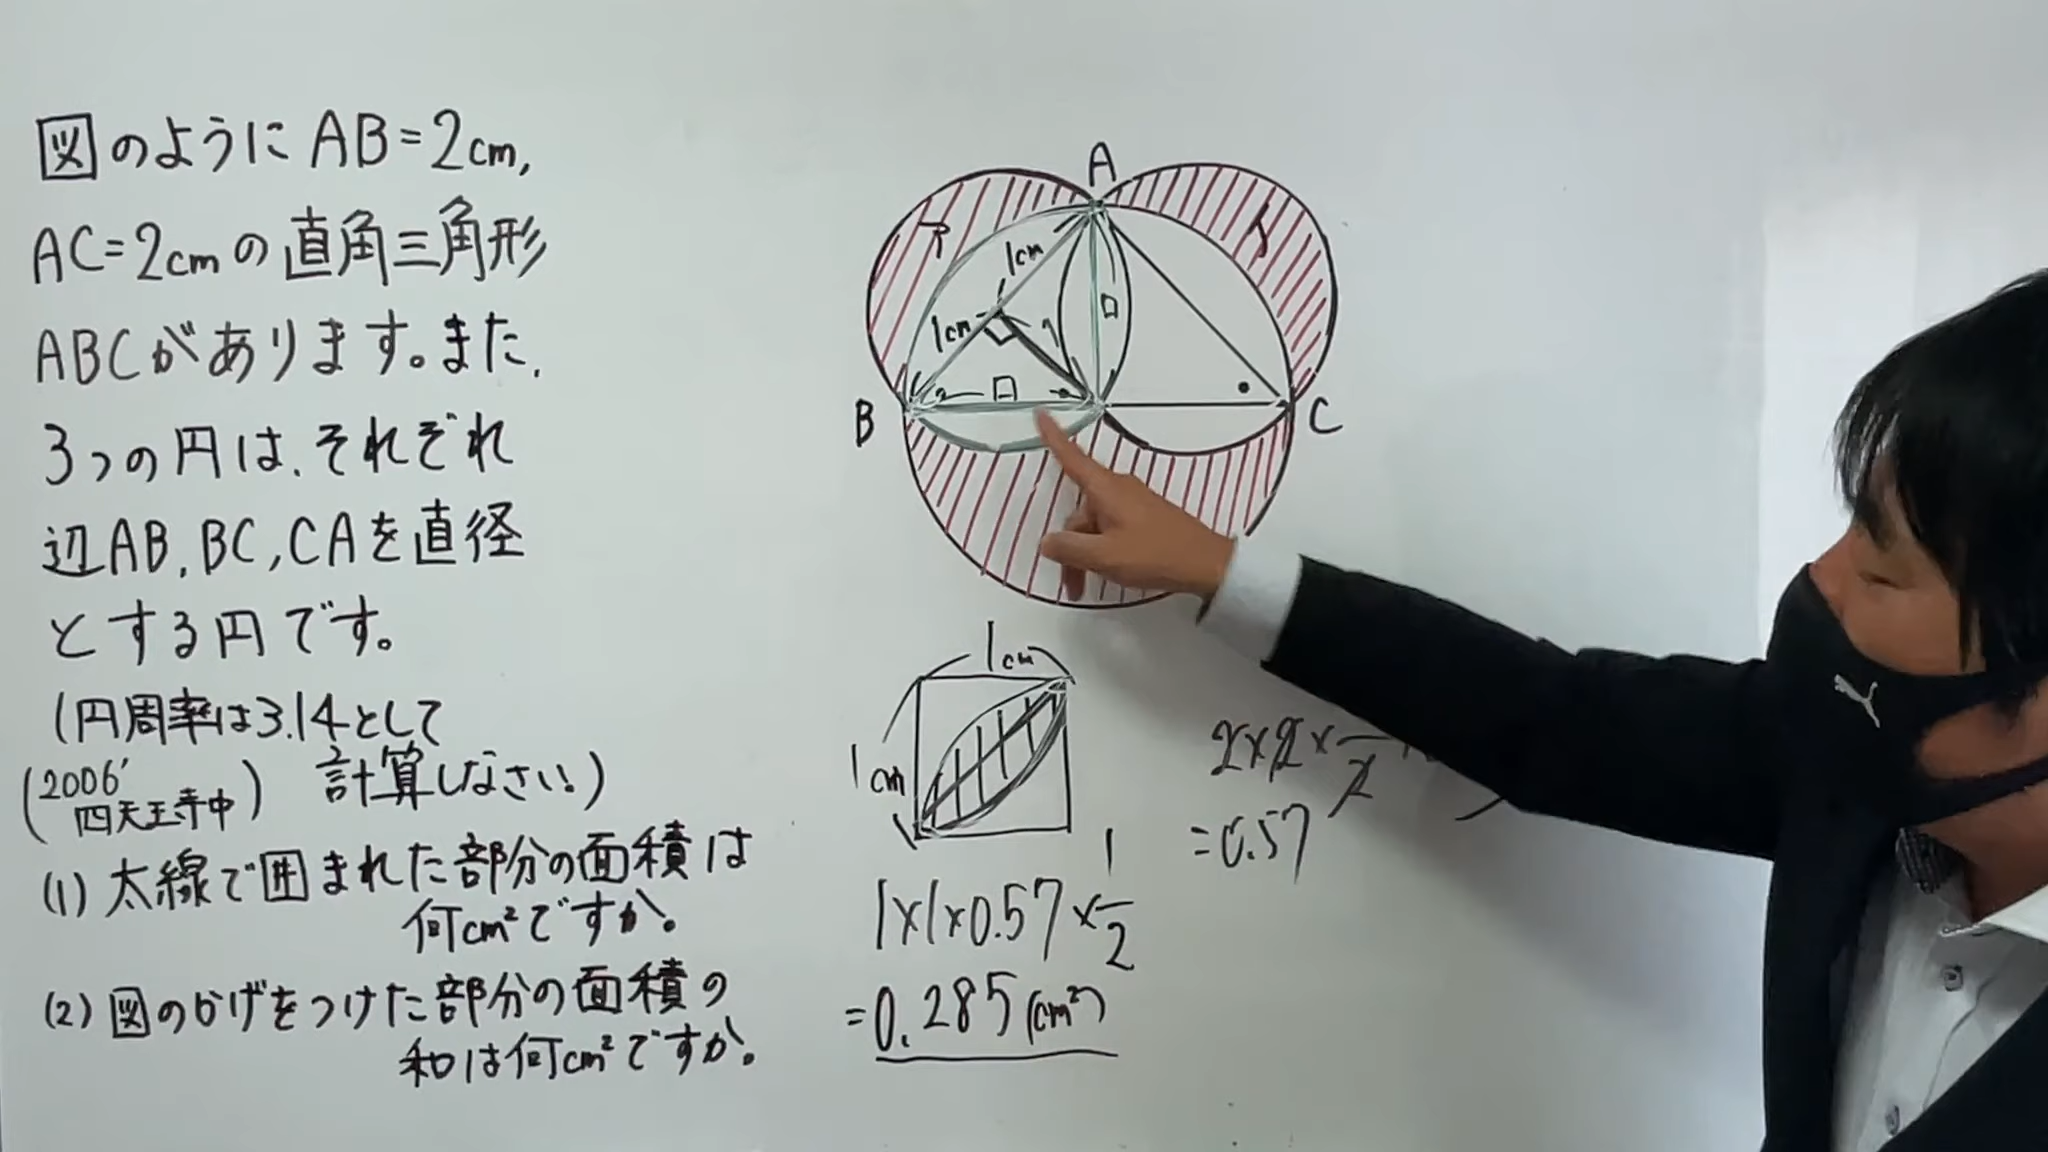 図のようにAB=2cm,
AC=2cmの直角三角形
ABCがあります。また,
3つの円は,それぞれ
辺AB,BC,CAを直径
とする円です。
(円周率は3.14として
計算しなさい!)
(2006'
四天王寺中)
(1)太線で囲まれた部分の面積は
何cm²ですか。
(2)図のかげをつけた部分の面積の
和は何cm²ですか。
A
B
C
ア
1cm
1cm
1cm
1cm
1×1×0.57×1/2
=0.285(cm²)
=0.57